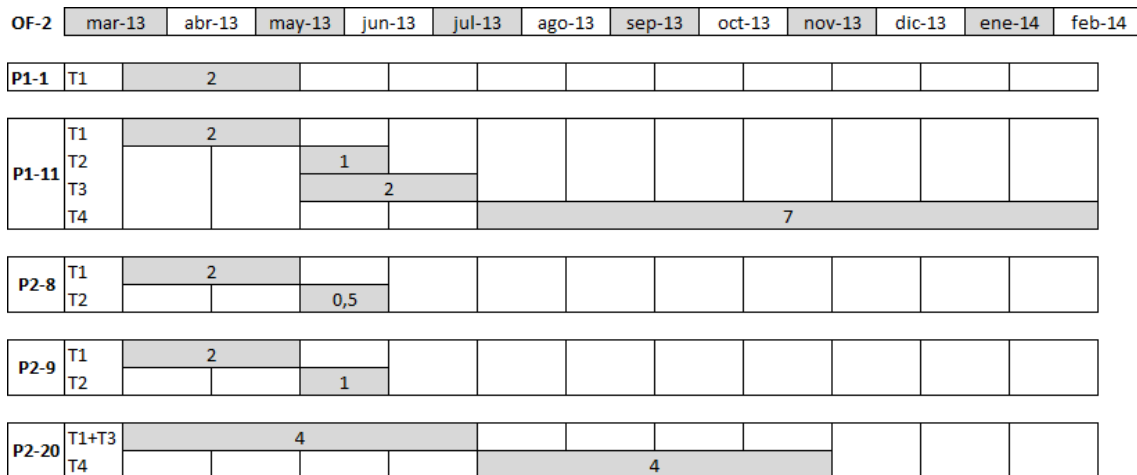 OF-2 mar-13 abr-13 may-13 jun-13 jul-13 ago-13 sep-13 oct-13 nov-13 dic-13 ene-14 feb-14
P1-1 T1 2
P1-11
T1 2
T2 1
T3 2
T4 7
P2-8
T1 2
T2 0,5
P2-9
T1 2
T2 1
P2-20
T1+T3 4
T4 4